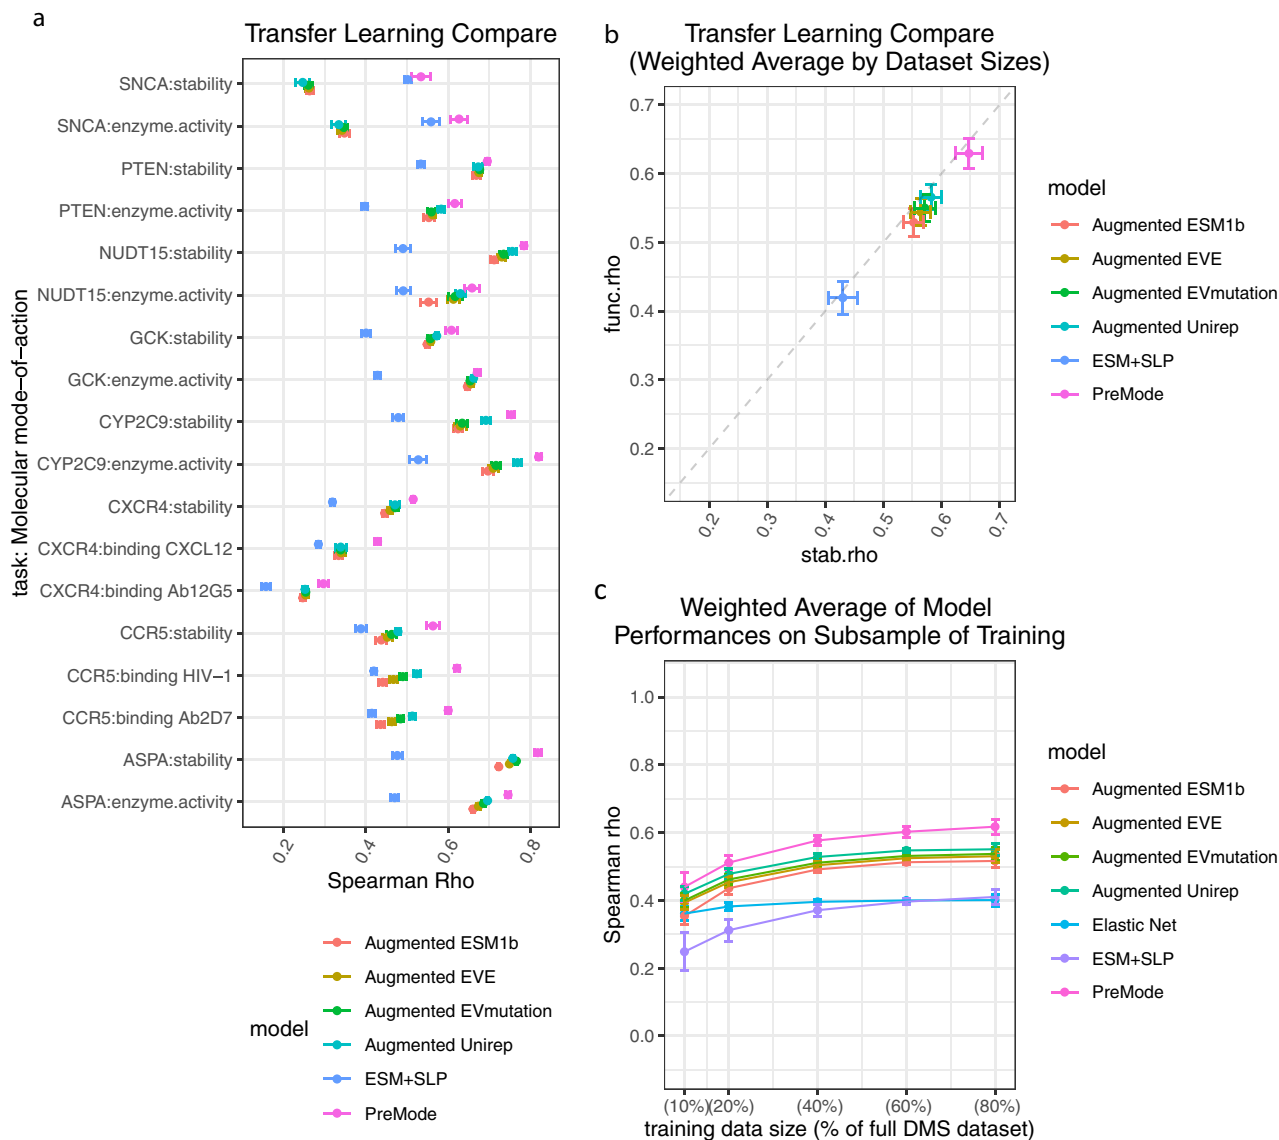 a
Transfer Learning Compare
task: Molecular mode−of−action
SNCA:stability
SNCA:enzyme.activity
PTEN:stability
PTEN:enzyme.activity
NUDT15:stability
NUDT15:enzyme.activity
GCK:stability
GCK:enzyme.activity
CYP2C9:stability
CYP2C9:enzyme.activity
CXCR4:stability
CXCR4:binding CXCL12
CXCR4:binding Ab12G5
CCR5:stability
CCR5:binding HIV−1
CCR5:binding Ab2D7
ASPA:stability
ASPA:enzyme.activity
0.2
0.4
0.6
0.8
Spearman Rho
model
Augmented ESM1b
Augmented EVE
Augmented EVmutation
Augmented Unirep
ESM+SLP
PreMode
b
Transfer Learning Compare
(Weighted Average by Dataset Sizes)
func.rho
0.7
0.6
0.5
0.4
0.3
0.2
0.2
0.3
0.4
0.5
0.6
0.7
stab.rho
model
Augmented ESM1b
Augmented EVE
Augmented EVmutation
Augmented Unirep
ESM+SLP
PreMode
c
Weighted Average of Model
Performances on Subsample of Training
Spearman rho
1.0
0.8
0.6
0.4
0.2
0.0
(10%)
(20%)
(40%)
(60%)
(80%)
training data size (% of full DMS dataset)
model
Augmented ESM1b
Augmented EVE
Augmented EVmutation
Augmented Unirep
Elastic Net
ESM+SLP
PreMode